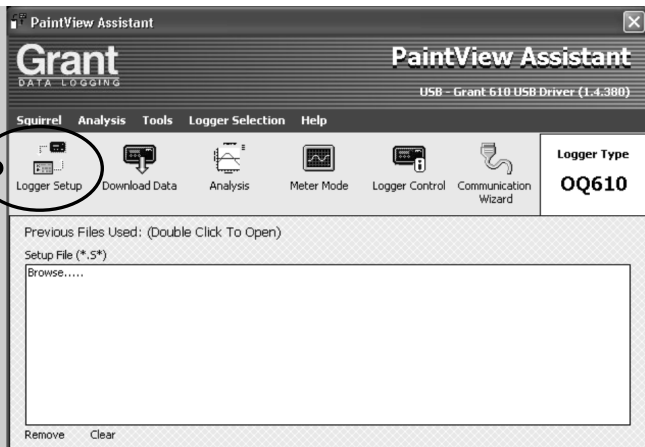 PaintView Assistant
Grant
DATA LOGGING
PaintView Assistant
USB - Grant 610 USB Driver (1.4.380)
Squirrel Analysis Tools Logger Selection Help
Logger Setup
Download Data
Analysis
Meter Mode
Logger Control
Communication
Wizard
Logger Type
OQ610
Previous Files Used: (Double Click To Open)
Setup File (*.S*)
Browse.....
Remove Clear